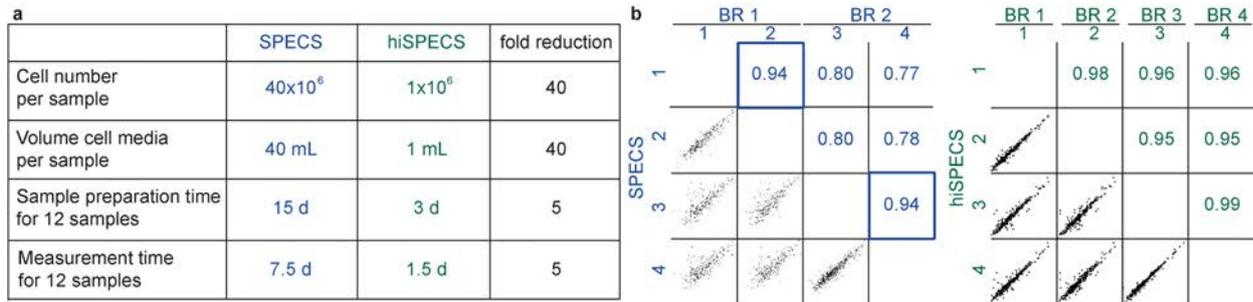 a
SPECS hiSPECS fold reduction
Cell number
per sample
40x10⁶ 1x10⁶ 40
Volume cell media
per sample
40 mL 1 mL 40
Sample preparation time
for 12 samples
15 d 3 d 5
Measurement time
for 12 samples
7.5 d 1.5 d 5
b
BR 1 BR 2
1 2 3 4
SPECS
1 0.94 0.80 0.77
2 0.80 0.78
3 0.94
4
BR 1 BR 2 BR 3 BR 4
1 2 3 4
hiSPECS
1 0.98 0.96 0.96
2 0.95 0.95
3 0.99
4